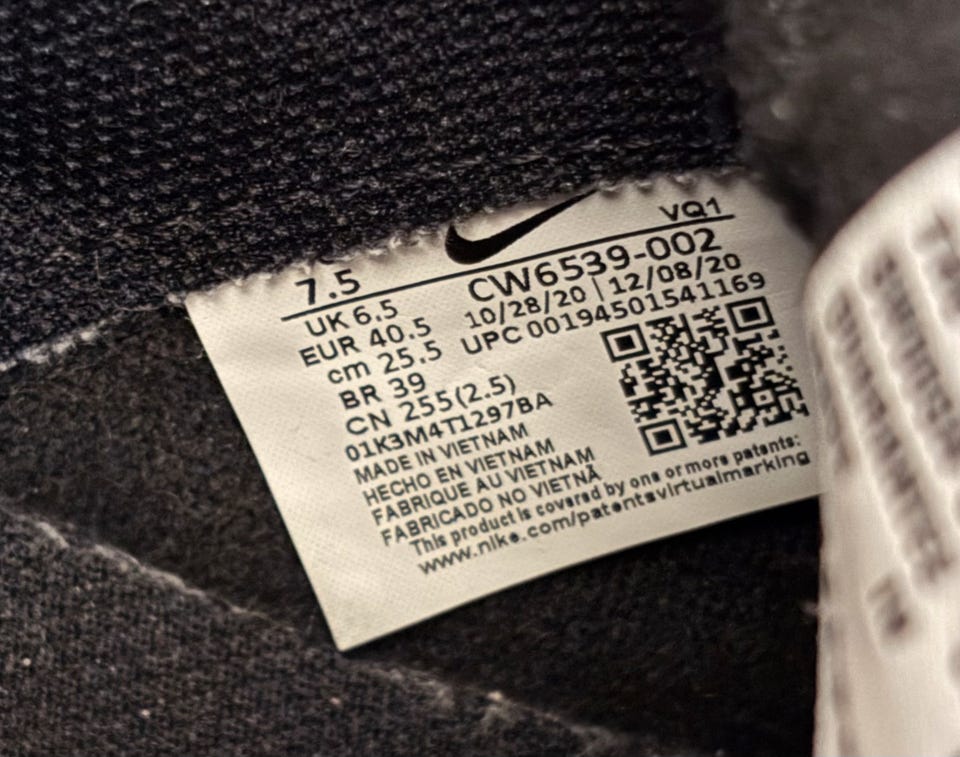 VQ1
7.5
CW6539-002
UK 6.5
10/28/20 | 12/08/20
EUR 40.5
UPC 00194501541169
cm 25.5
BR 39
CN 255(2.5)
01K3M4T1297BA
MADE IN VIETNAM
HECHO EN VIETNAM
FABRIQUE AU VIETNAM
FABRICADO NO VIETNÃ
This product is covered by one or more patents:
www.nike.com/patentsvirtualmarking